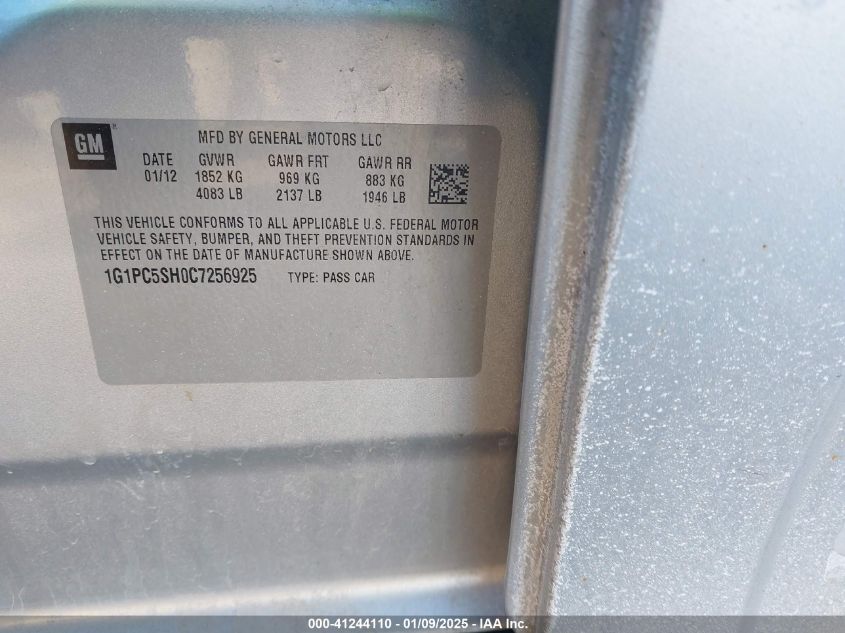 GM ®
MFD BY GENERAL MOTORS LLC
DATE GVWR GAWR FRT GAWR RR
01/12 1852 KG 969 KG 883 KG
4083 LB 2137 LB 1946 LB
THIS VEHICLE CONFORMS TO ALL APPLICABLE U.S. FEDERAL MOTOR
VEHICLE SAFETY, BUMPER, AND THEFT PREVENTION STANDARDS IN
EFFECT ON THE DATE OF MANUFACTURE SHOWN ABOVE.
1G1PC5SH0C7256925 TYPE: PASS CAR
000-41244110 - 01/09/2025 - IAA Inc.